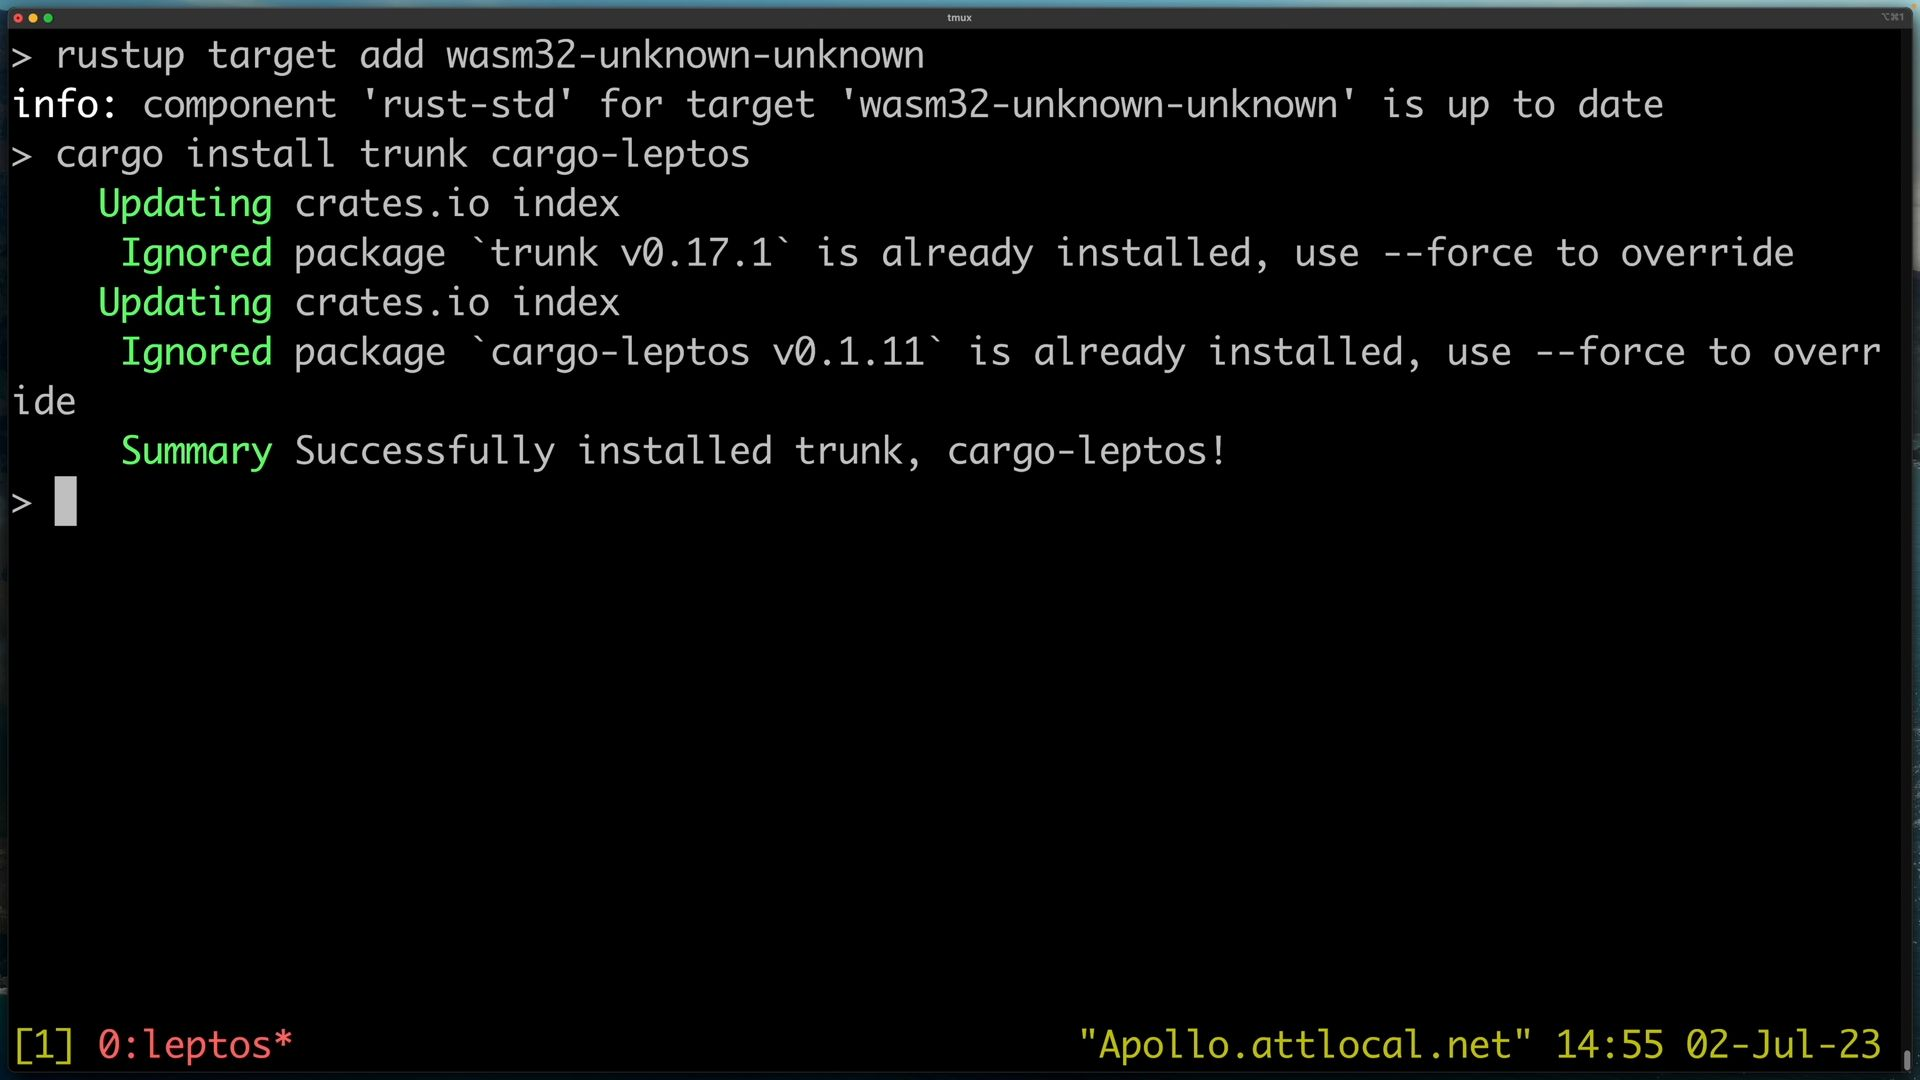 tmux
⌥⌘1
> rustup target add wasm32-unknown-unknown
info: component 'rust-std' for target 'wasm32-unknown-unknown' is up to date
> cargo install trunk cargo-leptos
    Updating crates.io index
     Ignored package `trunk v0.17.1` is already installed, use --force to override
    Updating crates.io index
     Ignored package `cargo-leptos v0.1.11` is already installed, use --force to overr
ide
     Summary Successfully installed trunk, cargo-leptos!
>
[1] 0:leptos* "Apollo.attlocal.net" 14:55 02-Jul-23